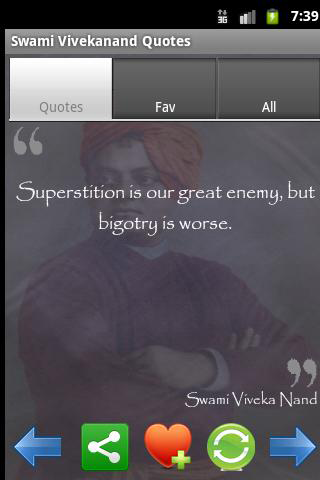 3G 7:39
Swami Vivekanand Quotes
Quotes Fav All
“
Superstition is our great enemy, but
bigotry is worse.
”
Swami Viveka Nand